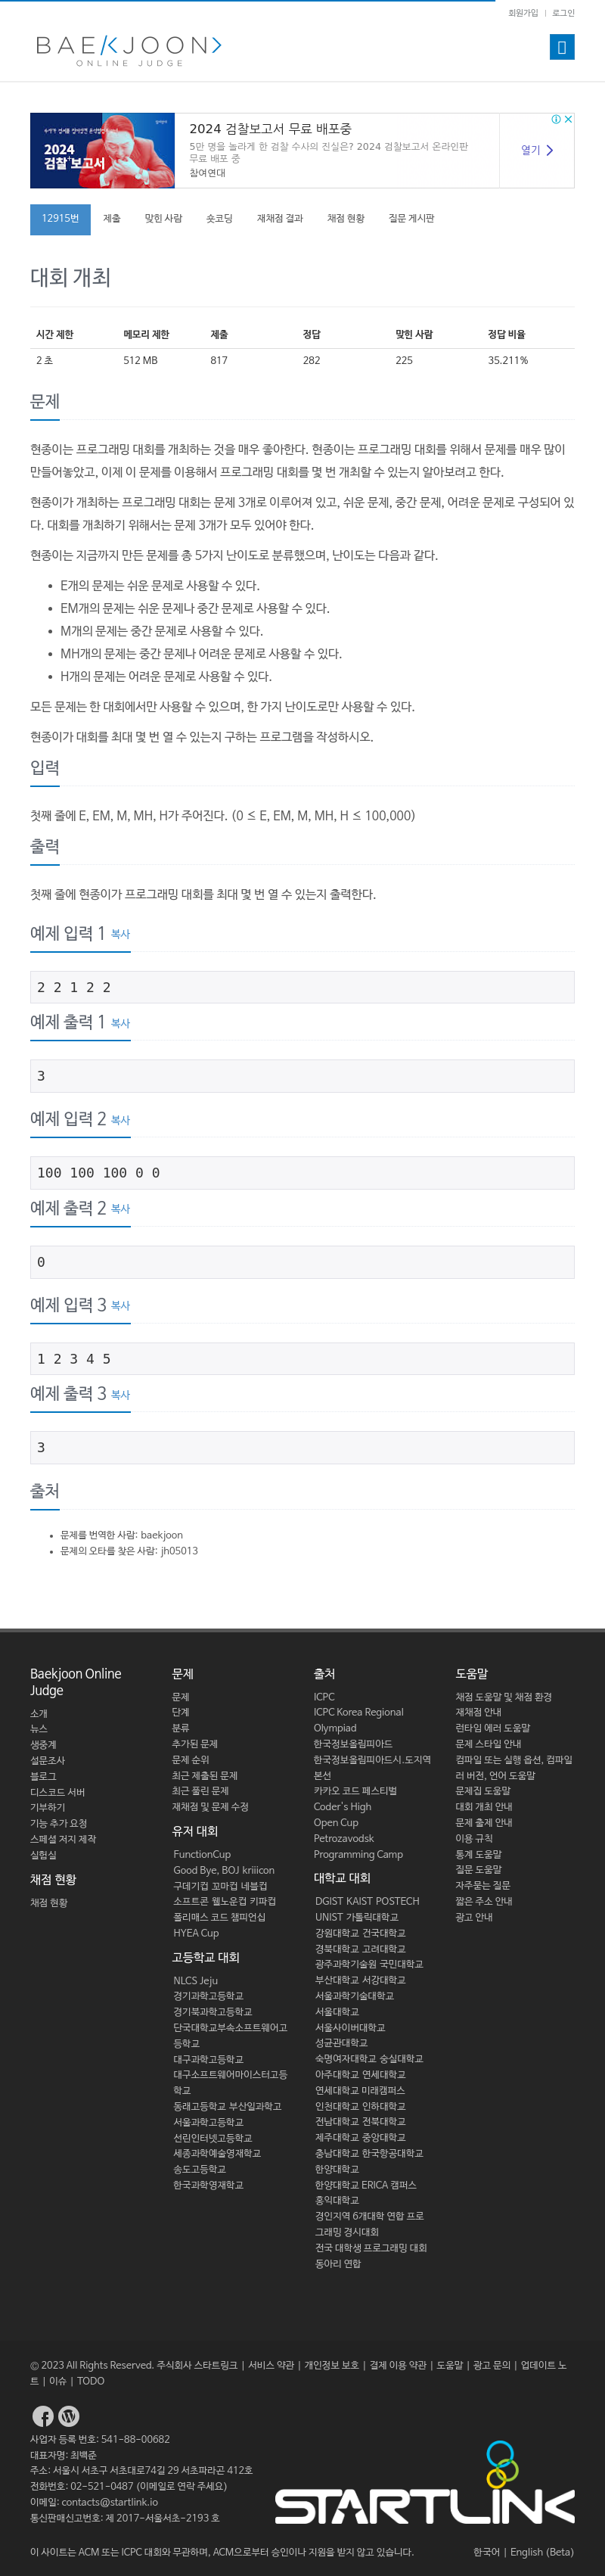 회원가입 | 로그인
BAEKJOON
ONLINE JUDGE
2024
검찰+보고서
2024 검찰보고서 무료 배포중
5만 명을 놀라게 한 검찰 수사의 진실은? 2024 검찰보고서 온라인판
무료 배포 중
참여연대
열기
12915번 제출 맞힌 사람 숏코딩 재채점 결과 채점 현황 질문 게시판
대회 개최
시간 제한 메모리 제한 제출 정답 맞힌 사람 정답 비율
2 초 512 MB 817 282 225 35.211%
문제
현종이는 프로그래밍 대회를 개최하는 것을 매우 좋아한다. 현종이는 프로그래밍 대회를 위해서 문제를 매우 많이
만들어놓았고, 이제 이 문제를 이용해서 프로그래밍 대회를 몇 번 개최할 수 있는지 알아보려고 한다.
현종이가 개최하는 프로그래밍 대회는 문제 3개로 이루어져 있고, 쉬운 문제, 중간 문제, 어려운 문제로 구성되어 있
다. 대회를 개최하기 위해서는 문제 3개가 모두 있어야 한다.
현종이는 지금까지 만든 문제를 총 5가지 난이도로 분류했으며, 난이도는 다음과 같다.
• E개의 문제는 쉬운 문제로 사용할 수 있다.
• EM개의 문제는 쉬운 문제나 중간 문제로 사용할 수 있다.
• M개의 문제는 중간 문제로 사용할 수 있다.
• MH개의 문제는 중간 문제나 어려운 문제로 사용할 수 있다.
• H개의 문제는 어려운 문제로 사용할 수 있다.
모든 문제는 한 대회에서만 사용할 수 있으며, 한 가지 난이도로만 사용할 수 있다.
현종이가 대회를 최대 몇 번 열 수 있는지 구하는 프로그램을 작성하시오.
입력
첫째 줄에 E, EM, M, MH, H가 주어진다. (0 ≤ E, EM, M, MH, H ≤ 100,000)
출력
첫째 줄에 현종이가 프로그래밍 대회를 최대 몇 번 열 수 있는지 출력한다.
예제 입력 1 복사
2 2 1 2 2
예제 출력 1 복사
3
예제 입력 2 복사
100 100 100 0 0
예제 출력 2 복사
0
예제 입력 3 복사
1 2 3 4 5
예제 출력 3 복사
3
출처
• 문제를 번역한 사람: baekjoon
• 문제의 오타를 찾은 사람: jh05013
Baekjoon Online
Judge
소개
뉴스
생중계
설문조사
블로그
디스코드 서버
기부하기
기능 추가 요청
스페셜 저지 제작
실험실
채점 현황
채점 현황
문제
문제
단계
분류
추가된 문제
문제 순위
최근 제출된 문제
최근 풀린 문제
재채점 및 문제 수정
유저 대회
FunctionCup
Good Bye, BOJ kriiicon
구데기컵 꼬마컵 네블컵
소프트콘 웰노운컵 키파컵
폴리매스 코드 챔피언십
HYEA Cup
고등학교 대회
NLCS Jeju
경기과학고등학교
경기북과학고등학교
단국대학교부속소프트웨어고
등학교
대구과학고등학교
대구소프트웨어마이스터고등
학교
동래고등학교 부산일과학고
서울과학고등학교
선린인터넷고등학교
세종과학예술영재학교
송도고등학교
한국과학영재학교
출처
ICPC
ICPC Korea Regional
Olympiad
한국정보올림피아드
한국정보올림피아드시.도지역
본선
카카오 코드 페스티벌
Coder's High
Open Cup
Petrozavodsk
Programming Camp
대학교 대회
DGIST KAIST POSTECH
UNIST 가톨릭대학교
강원대학교 건국대학교
경북대학교 고려대학교
광주과학기술원 국민대학교
부산대학교 서강대학교
서울과학기술대학교
서울대학교
서울사이버대학교
성균관대학교
숙명여자대학교 숭실대학교
아주대학교 연세대학교
연세대학교 미래캠퍼스
인천대학교 인하대학교
전남대학교 전북대학교
제주대학교 중앙대학교
충남대학교 한국항공대학교
한양대학교
한양대학교 ERICA 캠퍼스
홍익대학교
경인지역 6개대학 연합 프로
그래밍 경시대회
전국 대학생 프로그래밍 대회
동아리 연합
도움말
채점 도움말 및 채점 환경
재채점 안내
런타임 에러 도움말
문제 스타일 안내
컴파일 또는 실행 옵션, 컴파일
러 버전, 언어 도움말
문제집 도움말
대회 개최 안내
문제 출제 안내
이용 규칙
통계 도움말
질문 도움말
자주묻는 질문
짧은 주소 안내
광고 안내
© 2023 All Rights Reserved. 주식회사 스타트링크 | 서비스 약관 | 개인정보 보호 | 결제 이용 약관 | 도움말 | 광고 문의 | 업데이트 노
트 | 이슈 | TODO
사업자 등록 번호: 541-88-00682
대표자명: 최백준
주소: 서울시 서초구 서초대로74길 29 서초파라곤 412호
전화번호: 02-521-0487 (이메일로 연락 주세요)
이메일: contacts@startlink.io
통신판매신고번호: 제 2017-서울서초-2193 호
STARTLINK
이 사이트는 ACM 또는 ICPC 대회와 무관하며, ACM으로부터 승인이나 지원을 받지 않고 있습니다.
한국어 | English (Beta)